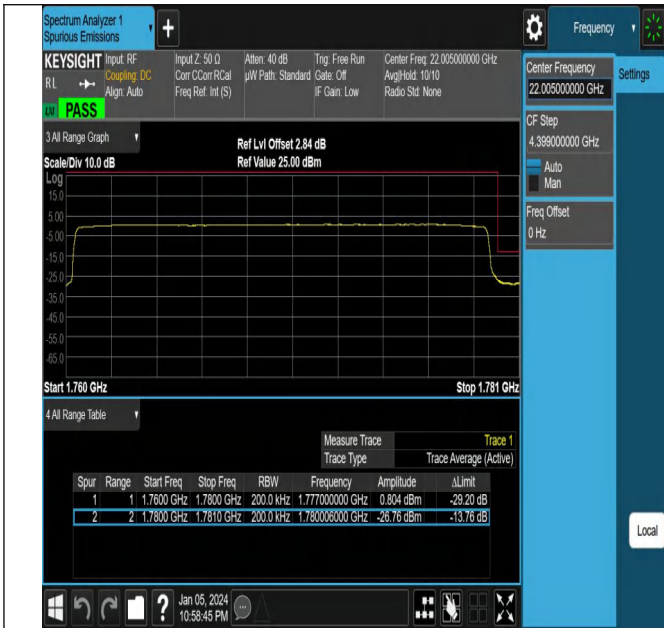 Spectrum Analyzer 1
Spurious Emissions
Frequency
KEYSIGHT Input: RF Input Z: 50 Ω Atten: 40 dB Trig: Free Run Center Freq: 22.005000000 GHz
RL Coupling: DC Corr CCorr RCal µW Path: Standard Gate: Off Avg|Hold: 10/10
Align: Auto Freq Ref: Int (S) IF Gain: Low Radio Std: None
PASS
Center Frequency
22.005000000 GHz
Settings
CF Step
4.399000000 GHz
Auto
Man
Freq Offset
0 Hz
3 All Range Graph
Ref Lvl Offset 2.84 dB
Scale/Div 10.0 dB Ref Value 25.00 dBm
Log
15.0
5.00
-5.00
-15.0
-25.0
-35.0
-45.0
-55.0
-65.0
Start 1.760 GHz Stop 1.781 GHz
4 All Range Table
Measure Trace Trace 1
Trace Type Trace Average (Active)
Spur Range Start Freq Stop Freq RBW Frequency Amplitude ΔLimit
1 1 1.7600 GHz 1.7800 GHz 200.0 kHz 1.777000000 GHz 0.804 dBm -29.20 dB
2 2 1.7800 GHz 1.7810 GHz 200.0 kHz 1.780006000 GHz -26.76 dBm -13.76 dB
Local
Jan 05, 2024
10:58:45 PM